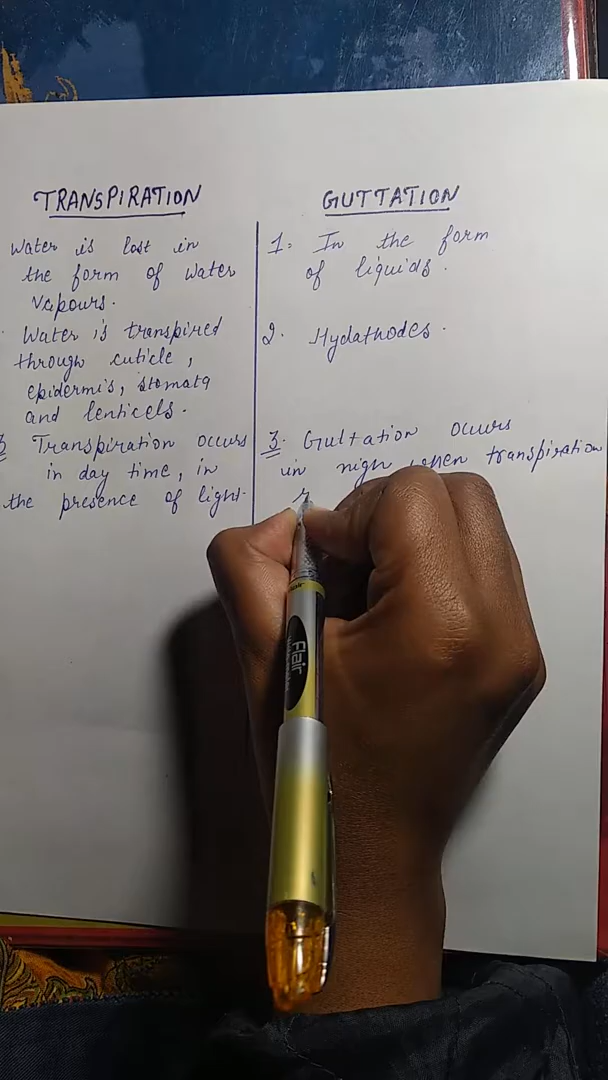 TRANSPIRATION
Water is lost in
the form of water
vapours.
Water is transpired
through cuticle,
epidermis, stomata
and lenticels.
3 Transpiration occurs
in day time, in
the presence of light.
GUTTATION
1. In the form
of liquids.
2. Hydathodes.
3. Guttation occurs
in nigh when transpiration
Flair